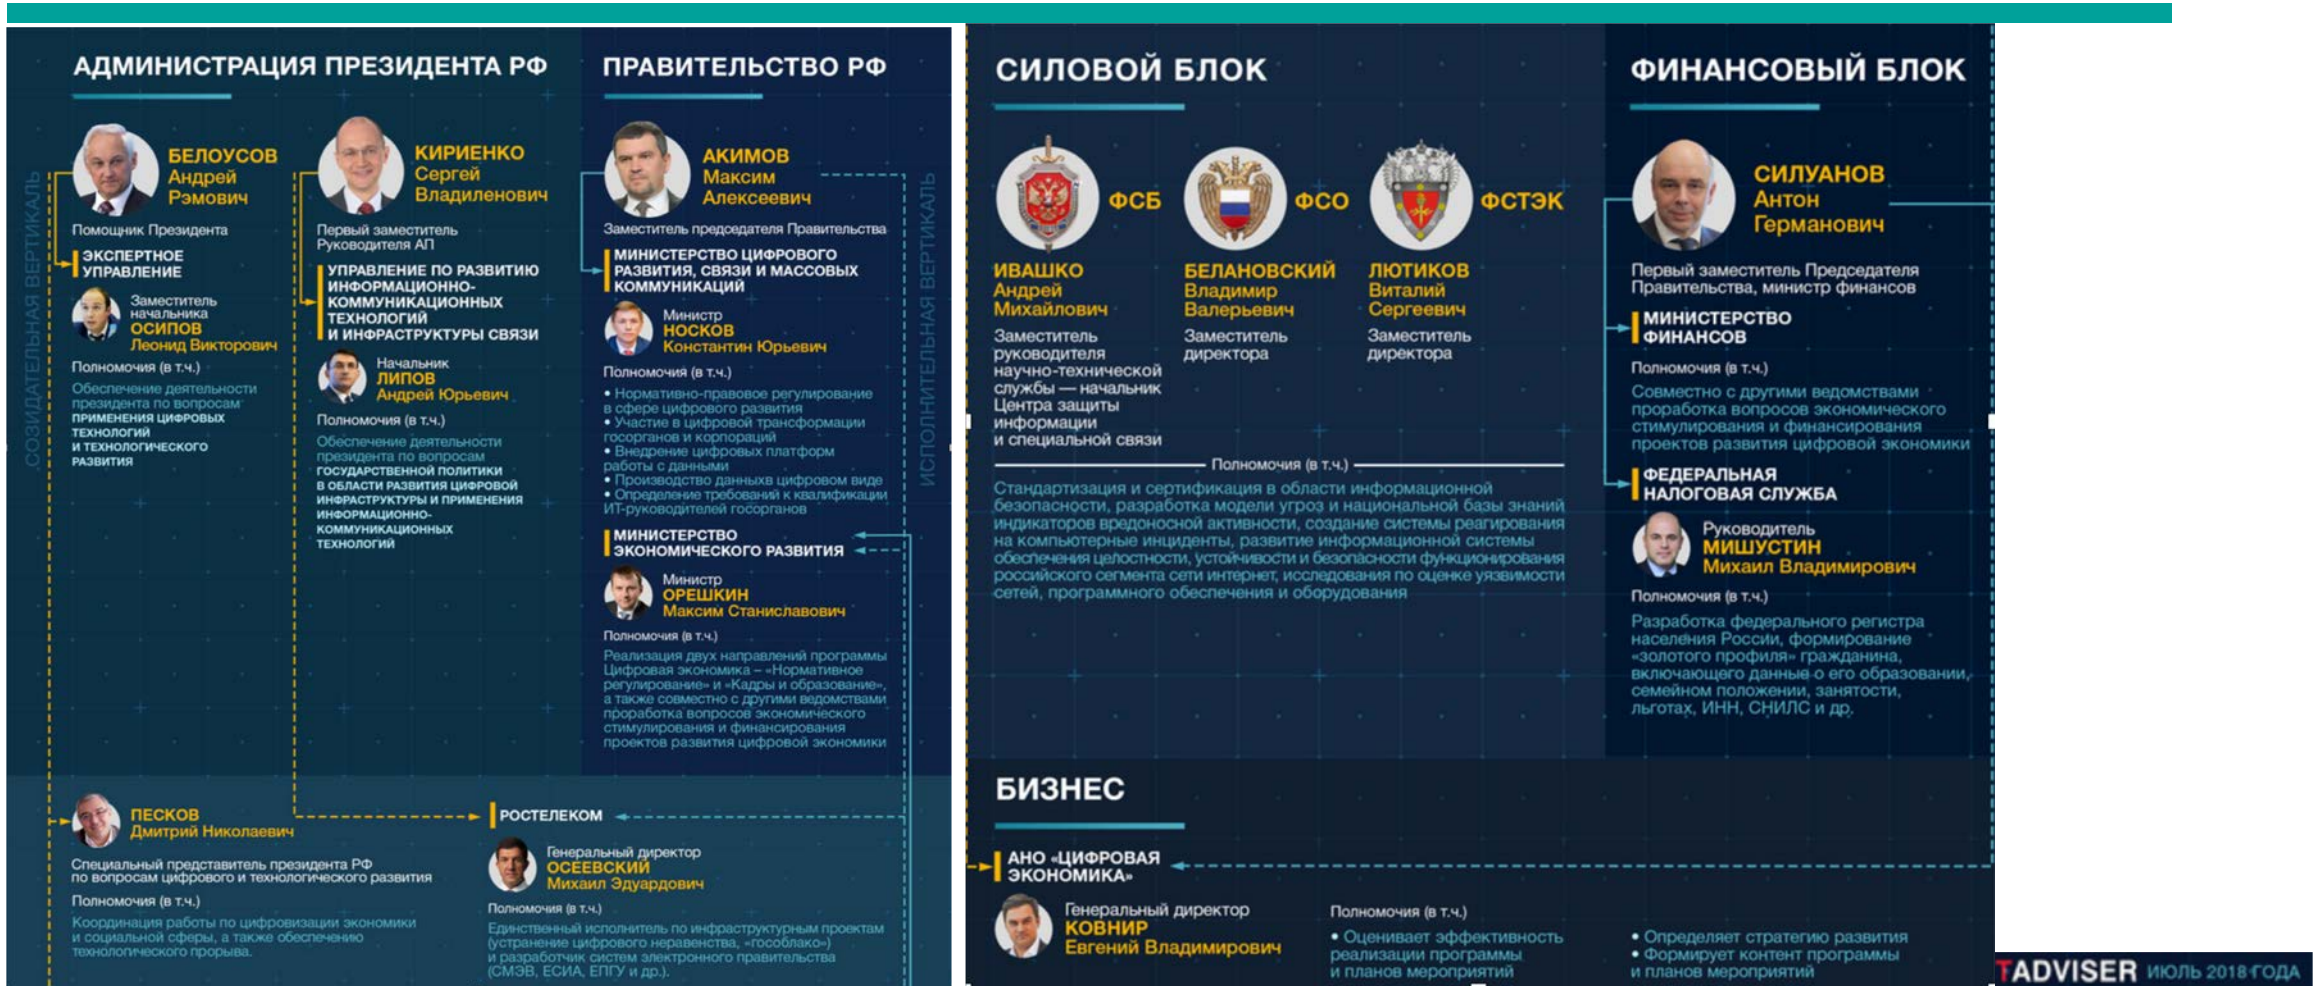 АДМИНИСТРАЦИЯ ПРЕЗИДЕНТА РФ
СОЗИДАТЕЛЬНАЯ ВЕРТИКАЛЬ
БЕЛОУСОВ
Андрей
Рэмович
Помощник Президента
ЭКСПЕРТНОЕ
УПРАВЛЕНИЕ
Заместитель
начальника
ОСИПОВ
Леонид Викторович
Полномочия (в т.ч.)
Обеспечение деятельности
президента по вопросам
ПРИМЕНЕНИЯ ЦИФРОВЫХ
ТЕХНОЛОГИЙ
И ТЕХНОЛОГИЧЕСКОГО
РАЗВИТИЯ
КИРИЕНКО
Сергей
Владиленович
Первый заместитель
Руководителя АП
УПРАВЛЕНИЕ ПО РАЗВИТИЮ
ИНФОРМАЦИОННО-
КОММУНИКАЦИОННЫХ
ТЕХНОЛОГИЙ
И ИНФРАСТРУКТУРЫ СВЯЗИ
Начальник
ЛИПОВ
Андрей Юрьевич
Полномочия (в т.ч.)
Обеспечение деятельности
президента по вопросам
ГОСУДАРСТВЕННОЙ ПОЛИТИКИ
В ОБЛАСТИ РАЗВИТИЯ ЦИФРОВОЙ
ИНФРАСТРУКТУРЫ И ПРИМЕНЕНИЯ
ИНФОРМАЦИОННО-
КОММУНИКАЦИОННЫХ
ТЕХНОЛОГИЙ
ПРАВИТЕЛЬСТВО РФ
ИСПОЛНИТЕЛЬНАЯ ВЕРТИКАЛЬ
АКИМОВ
Максим
Алексеевич
Заместитель председателя Правительства
МИНИСТЕРСТВО ЦИФРОВОГО
РАЗВИТИЯ, СВЯЗИ И МАССОВЫХ
КОММУНИКАЦИЙ
Министр
НОСКОВ
Константин Юрьевич
Полномочия (в т.ч.)
• Нормативно-правовое регулирование
в сфере цифрового развития
• Участие в цифровой трансформации
госорганов и корпораций
• Внедрение цифровых платформ
работы с данными
• Производство данныхв цифровом виде
• Определение требований к квалификации
ИТ-руководителей госорганов
МИНИСТЕРСТВО
ЭКОНОМИЧЕСКОГО РАЗВИТИЯ
Министр
ОРЕШКИН
Максим Станиславович
Полномочия (в т.ч.)
Реализация двух направлений программы
Цифровая экономика – «Нормативное
регулирование» и «Кадры и образование»,
а также совместно с другими ведомствами
проработка вопросов экономического
стимулирования и финансирования
проектов развития цифровой экономики
ПЕСКОВ
Дмитрий Николаевич
Специальный представитель президента РФ
по вопросам цифрового и технологического развития
Полномочия (в т.ч.)
Координация работы по цифровизации экономики
и социальной сферы, а также обеспечению
технологического прорыва.
РОСТЕЛЕКОМ
Генеральный директор
ОСЕЕВСКИЙ
Михаил Эдуардович
Полномочия (в т.ч.)
Единственный исполнитель по инфраструктурным проектам
(устранение цифрового неравенства, «гособлако»)
и разработчик систем электронного правительства
(СМЭВ, ЕСИА, ЕПГУ и др.).
СИЛОВОЙ БЛОК
ФСБ
ИВАШКО
Андрей
Михайлович
Заместитель
руководителя
научно-технической
службы — начальник
Центра защиты
информации
и специальной связи
ФСО
БЕЛАНОВСКИЙ
Владимир
Валерьевич
Заместитель
директора
ФСТЭК
ЛЮТИКОВ
Виталий
Сергеевич
Заместитель
директора
Полномочия (в т.ч.)
Стандартизация и сертификация в области информационной
безопасности, разработка модели угроз и национальной базы знаний
индикаторов вредоносной активности, создание системы реагирования
на компьютерные инциденты, развитие информационной системы
обеспечения целостности, устойчивости и безопасности функционирования
российского сегмента сети интернет, исследования по оценке уязвимости
сетей, программного обеспечения и оборудования
ФИНАНСОВЫЙ БЛОК
СИЛУАНОВ
Антон
Германович
Первый заместитель Председателя
Правительства, министр финансов
МИНИСТЕРСТВО
ФИНАНСОВ
Полномочия (в т.ч.)
Совместно с другими ведомствами
проработка вопросов экономического
стимулирования и финансирования
проектов развития цифровой экономики
ФЕДЕРАЛЬНАЯ
НАЛОГОВАЯ СЛУЖБА
Руководитель
МИШУСТИН
Михаил Владимирович
Полномочия (в т.ч.)
Разработка федерального регистра
населения России, формирование
«золотого профиля» гражданина,
включающего данные о его образовании,
семейном положении, занятости,
льготах, ИНН, СНИЛС и др.
БИЗНЕС
АНО «ЦИФРОВАЯ
ЭКОНОМИКА»
Генеральный директор
КОВНИР
Евгений Владимирович
Полномочия (в т.ч.)
• Оценивает эффективность
реализации программы
и планов мероприятий
• Определяет стратегию развития
• Формирует контент программы
и планов мероприятий
TADVISER ИЮЛЬ 2018 ГОДА